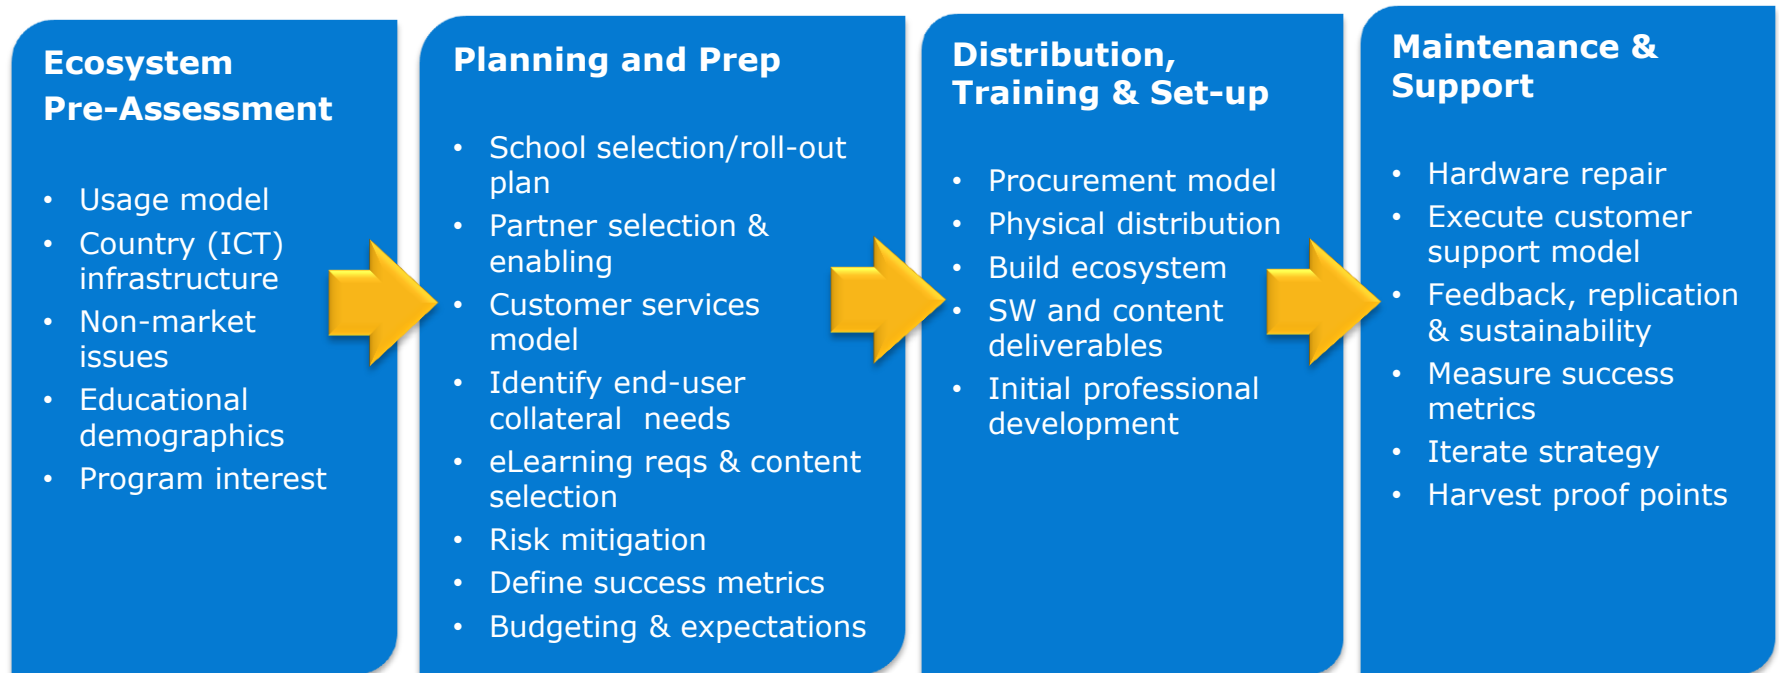 Ecosystem
Pre-Assessment
• Usage model
• Country (ICT)
infrastructure
• Non-market
issues
• Educational
demographics
• Program interest
Planning and Prep
• School selection/roll-out
plan
• Partner selection &
enabling
• Customer services
model
• Identify end-user
collateral  needs
• eLearning reqs & content
selection
• Risk mitigation
• Define success metrics
• Budgeting & expectations
Distribution,
Training & Set-up
• Procurement model
• Physical distribution
• Build ecosystem
• SW and content
deliverables
• Initial professional
development
Maintenance &
Support
• Hardware repair
• Execute customer
support model
• Feedback, replication
& sustainability
• Measure success
metrics
• Iterate strategy
• Harvest proof points